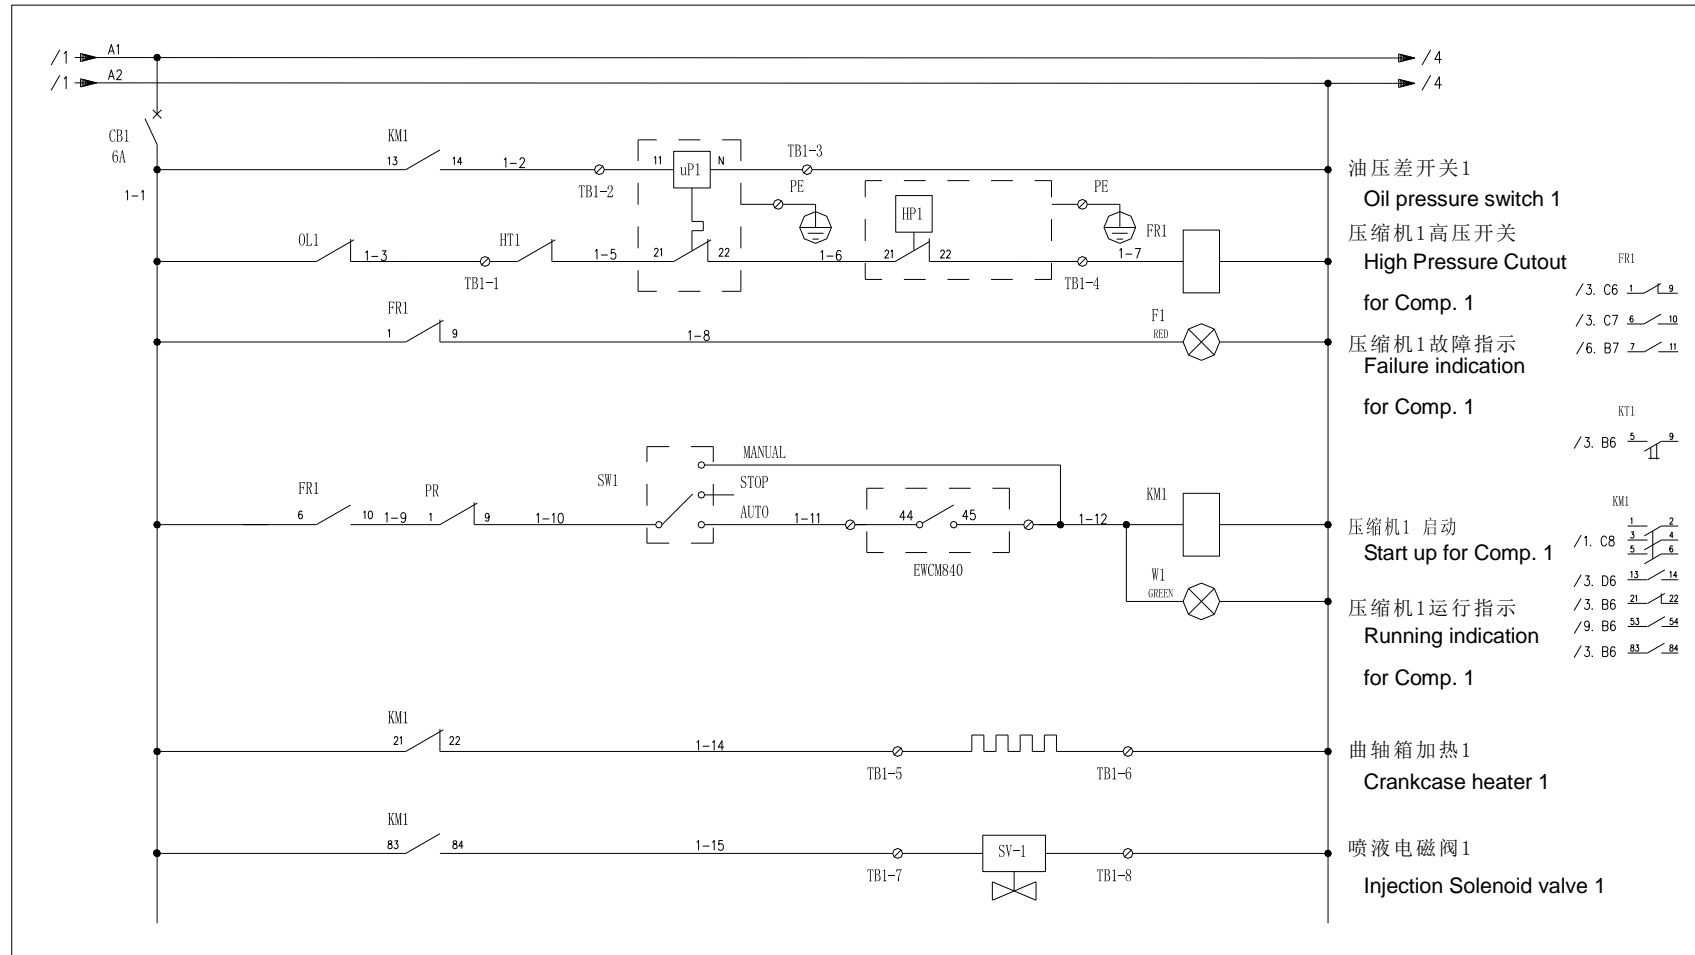 /1 A1 /4
/1 A2 /4
CB1
6A
1-1
KM1
13 14 1-2 TB1-2 11 uP1 N TB1-3
油压差开关1
Oil pressure switch 1
PE PE
HP1
OL1 1-3 TB1-1 HT1 1-5 21 22 1-6 21 22 TB1-4 1-7 FR1
压缩机1高压开关
High Pressure Cutout
for Comp. 1
FR1
1 9 1-8 F1
RED
压缩机1故障指示
Failure indication
for Comp. 1
SW1 MANUAL
STOP
AUTO
FR1 PR KM1
6 10 1-9 1 9 1-10 1-11 44 45 1-12
EWCM840
压缩机1 启动
Start up for Comp. 1
W1
GREEN
压缩机1运行指示
Running indication
for Comp. 1
KM1
21 22 1-14 TB1-5 TB1-6
曲轴箱加热1
Crankcase heater 1
KM1
83 84 1-15 TB1-7 SV-1 TB1-8
喷液电磁阀1
Injection Solenoid valve 1
FR1
/3. C6 1 9
/3. C7 6 10
/6. B7 7 11
KT1
/3. B6 5 9
KM1
1 2
/1. C8 3 4
5 6
/3. D6 13 14
/3. B6 21 22
/9. B6 53 54
/3. B6 83 84